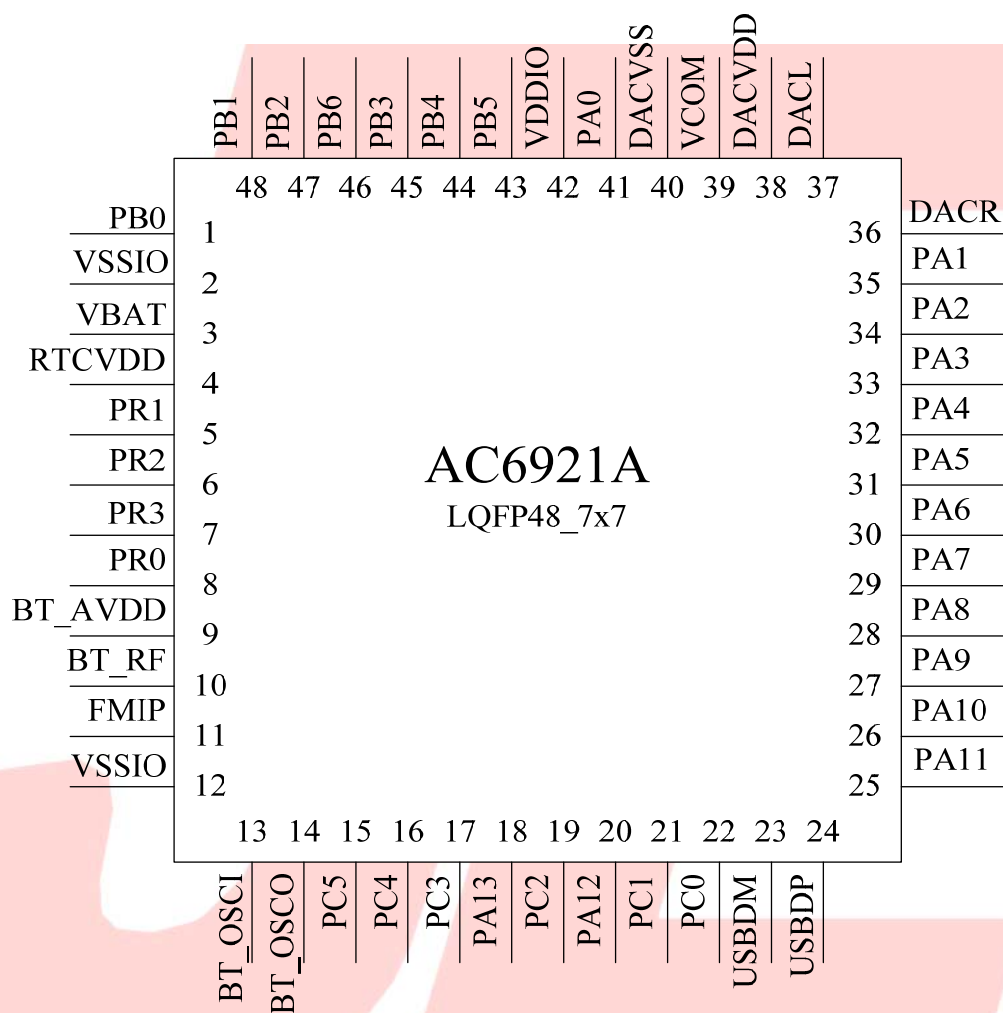 PB1 PB2 PB6 PB3 PB4 PB5 VDDIO PA0 DACVSS VCOM DACVDD DACL
48 47 46 45 44 43 42 41 40 39 38 37
PB0 1
VSSIO 2
VBAT 3
RTCVDD 4
PR1 5
PR2 6
PR3 7
PR0 8
BT_AVDD 9
BT_RF 10
FMIP 11
VSSIO 12
AC6921A
LQFP48_7x7
36 DACR
35 PA1
34 PA2
33 PA3
32 PA4
31 PA5
30 PA6
29 PA7
28 PA8
27 PA9
26 PA10
25 PA11
13 14 15 16 17 18 19 20 21 22 23 24
BT_OSCI BT_OSCO PC5 PC4 PC3 PA13 PC2 PA12 PC1 PC0 USBDM USBDP